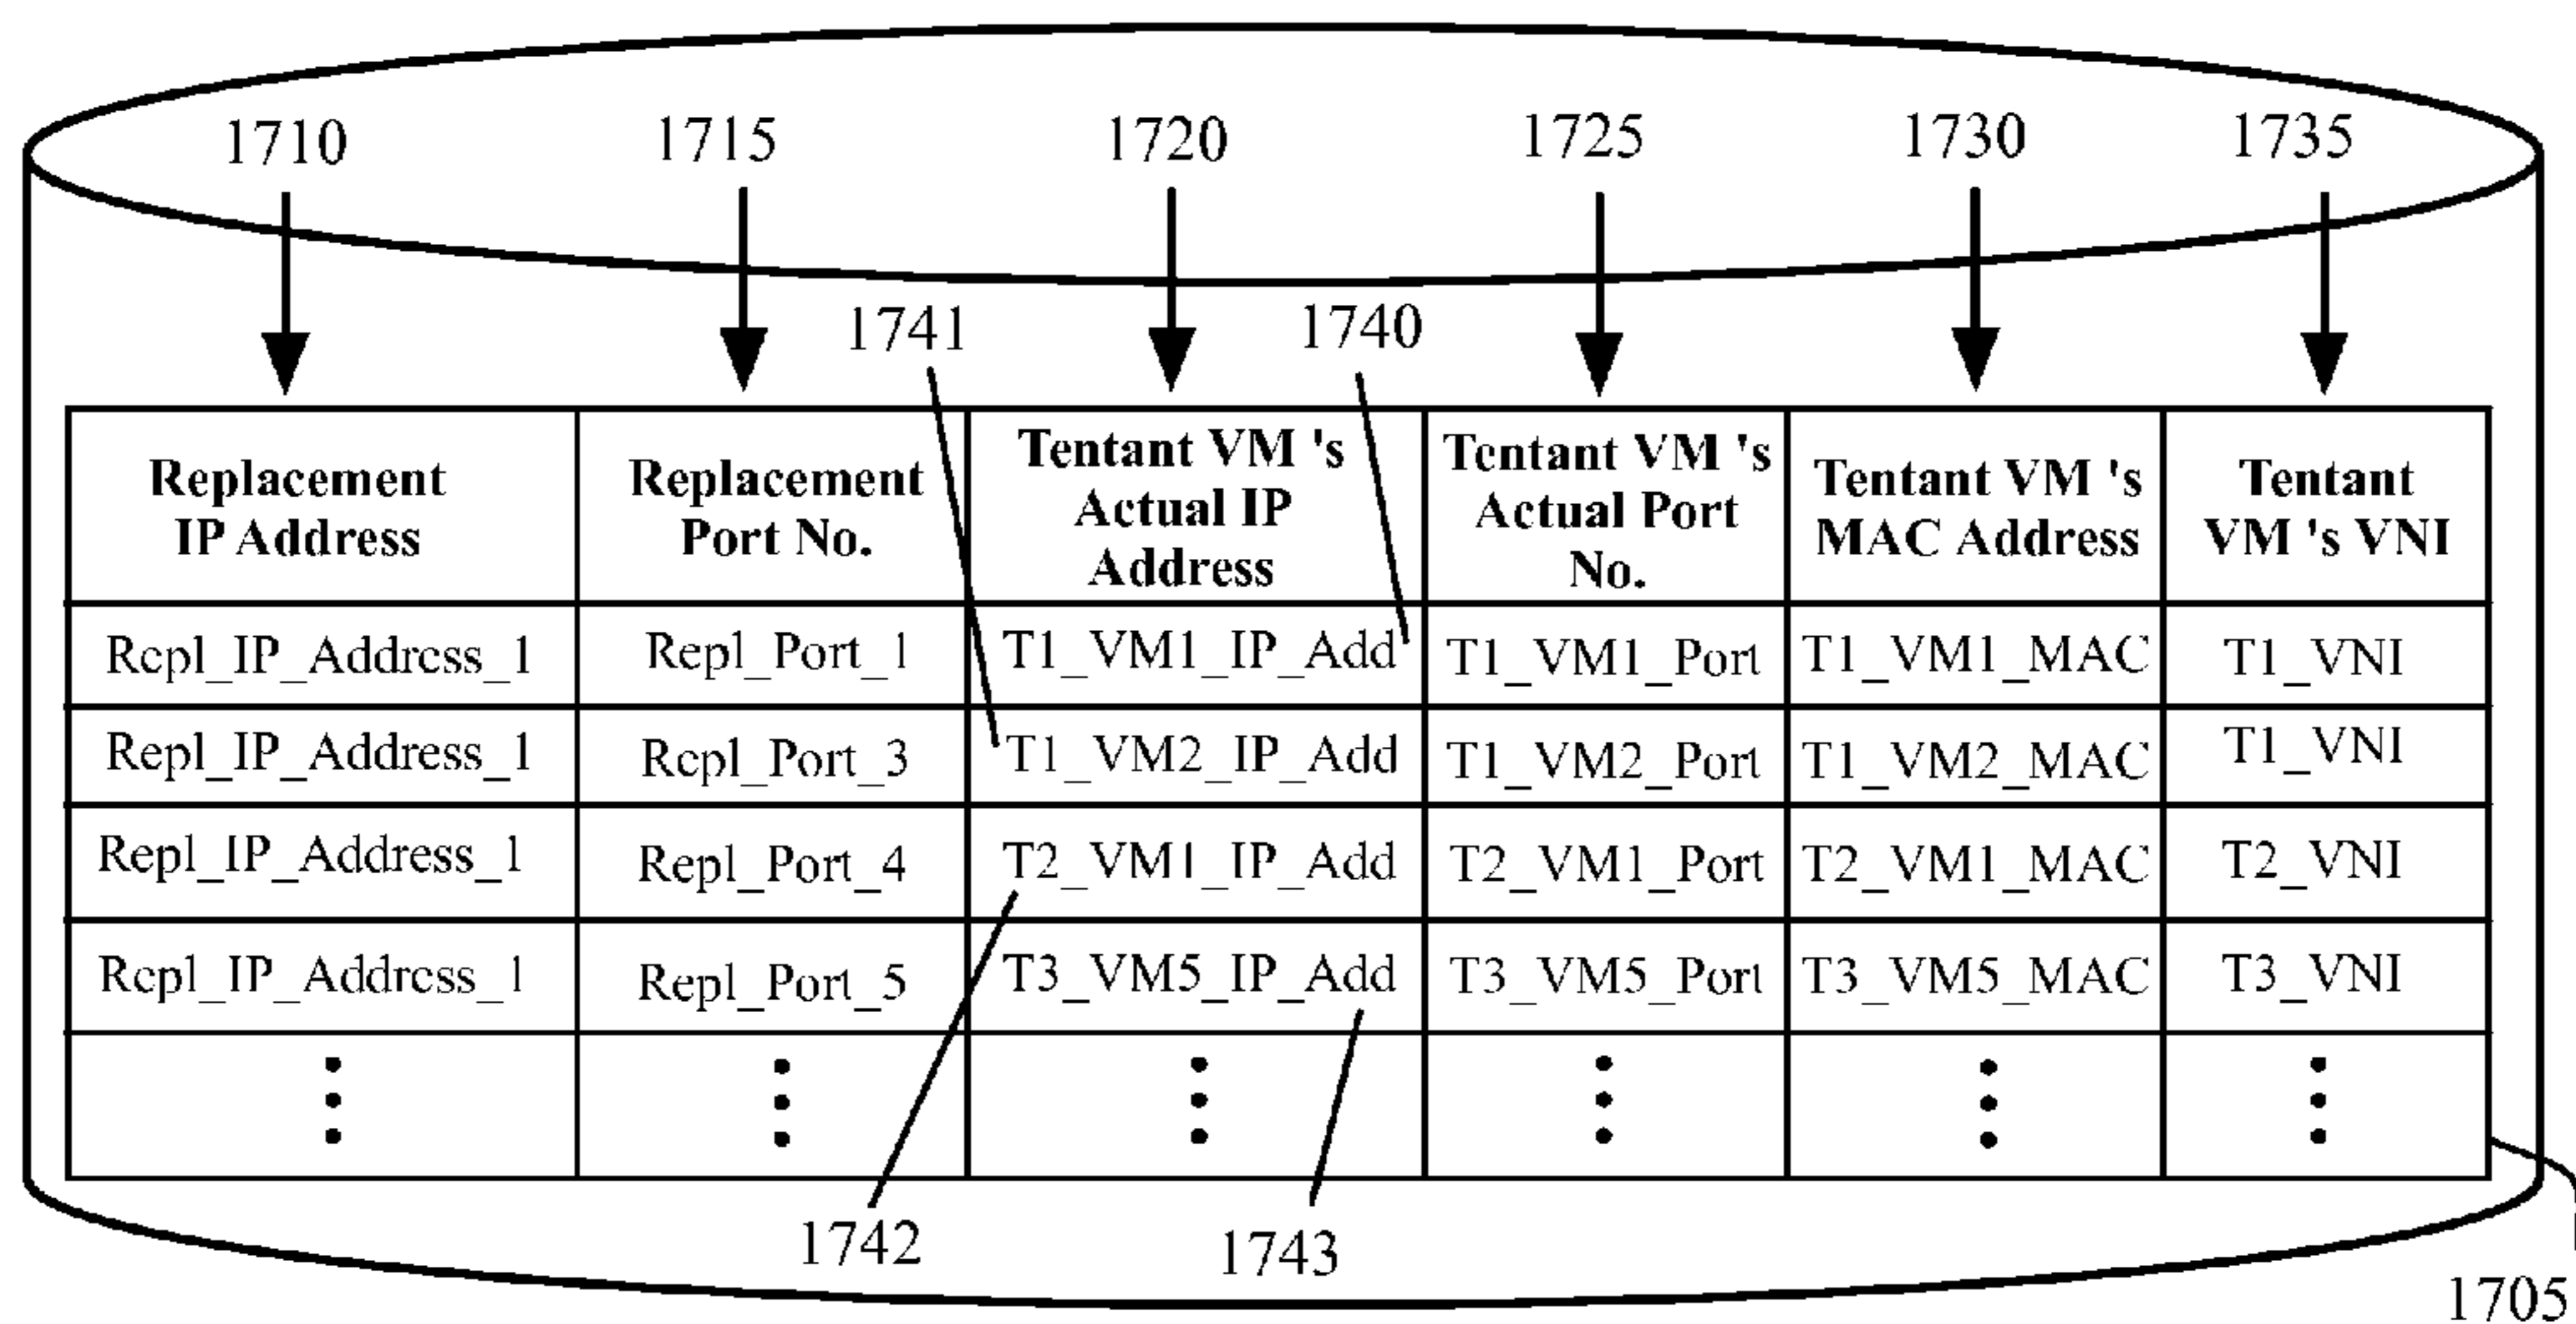 1710 1715 1720 1725 1730 1735
1741 1740
Replacement
IP Address
Replacement
Port No.
Tentant VM 's
Actual IP
Address
Tentant VM 's
Actual Port
No.
Tentant VM 's
MAC Address
Tentant
VM 's VNI
Repl_IP_Address_1 Repl_Port_1 T1_VM1_IP_Add T1_VM1_Port T1_VM1_MAC T1_VNI
Repl_IP_Address_1 Repl_Port_3 T1_VM2_IP_Add T1_VM2_Port T1_VM2_MAC T1_VNI
Repl_IP_Address_1 Repl_Port_4 T2_VM1_IP_Add T2_VM1_Port T2_VM1_MAC T2_VNI
Repl_IP_Address_1 Repl_Port_5 T3_VM5_IP_Add T3_VM5_Port T3_VM5_MAC T3_VNI
1742 1743
1705